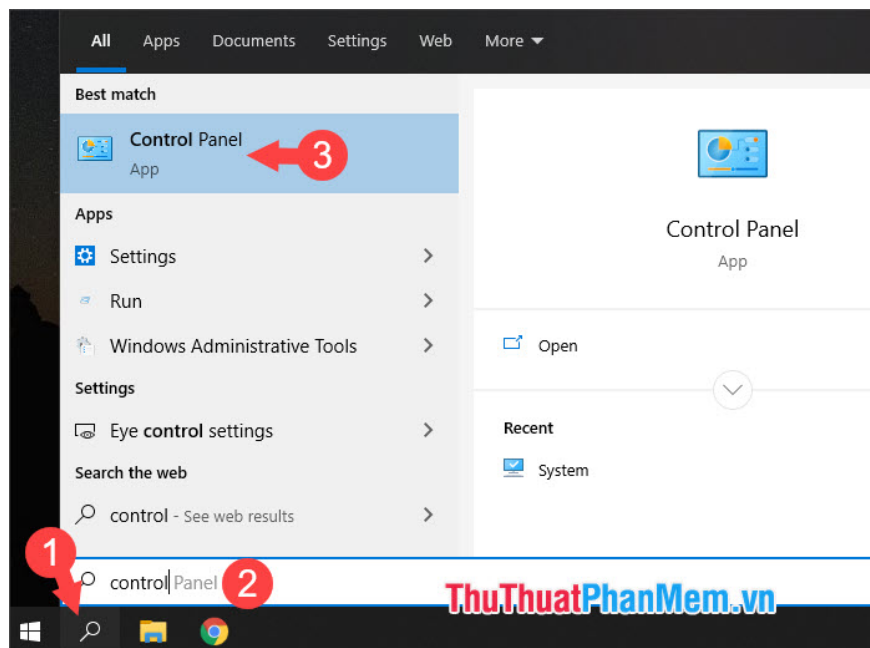 All Apps Documents Settings Web More
Best match
Control Panel
App
3
Apps
Settings
Run
Windows Administrative Tools
Settings
Eye control settings
Search the web
control - See web results
1
control Panel
2
Control Panel
App
Open
Recent
System
ThuThuatPhanMem.vn